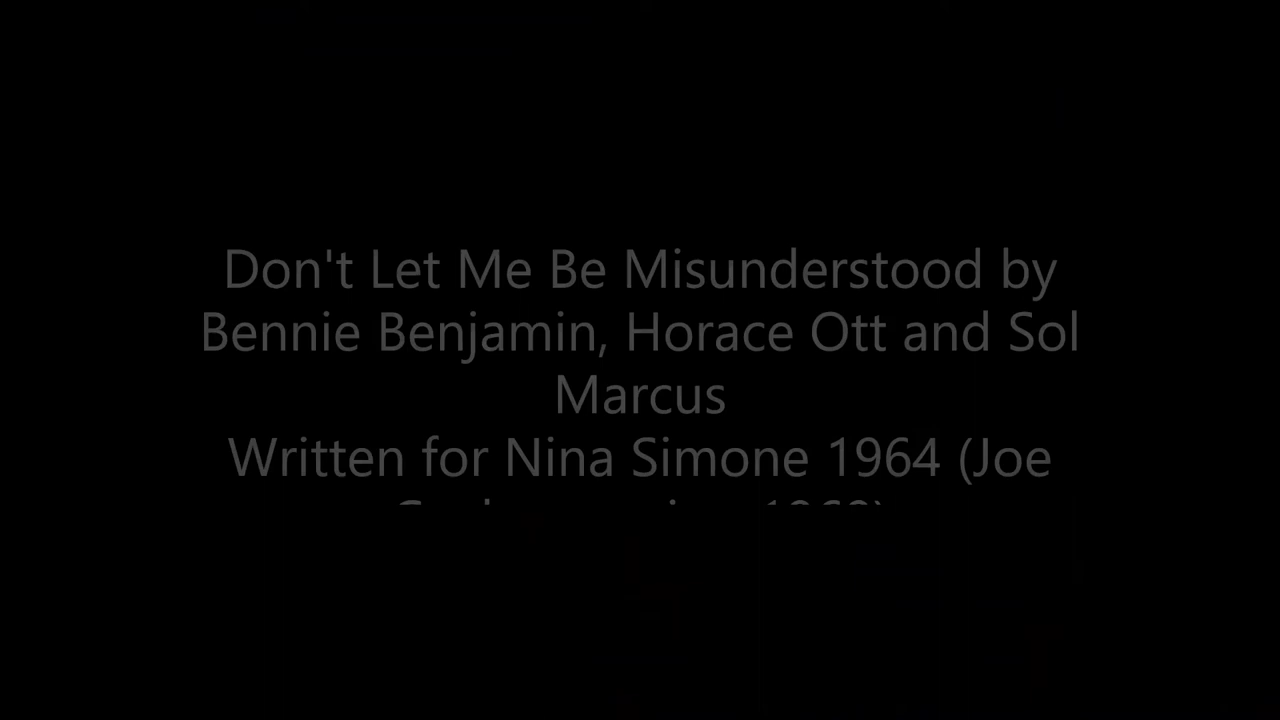 Don't Let Me Be Misunderstood by
Bennie Benjamin, Horace Ott and Sol
Marcus
Written for Nina Simone 1964 (Joe